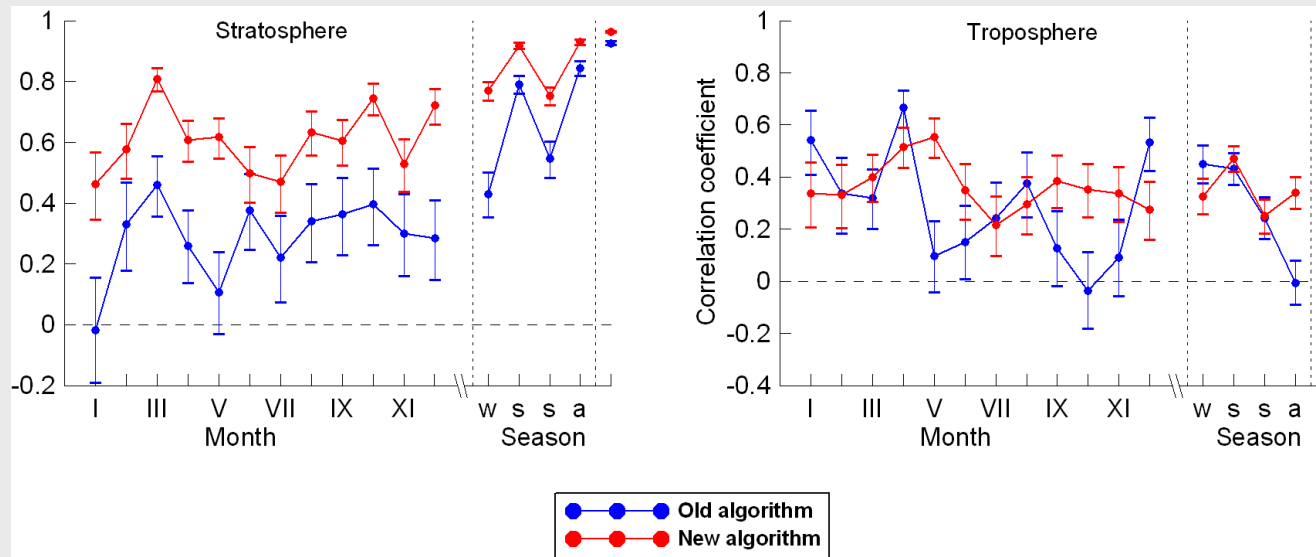 Stratosphere
1
0.8
0.6
0.4
0.2
0
-0.2
I III V VII IX XI w s s a
Month Season
Troposphere
Correlation coefficient
1
0.8
0.6
0.4
0.2
0
-0.2
-0.4
I III V VII IX XI w s s a
Month Season
Old algorithm
New algorithm